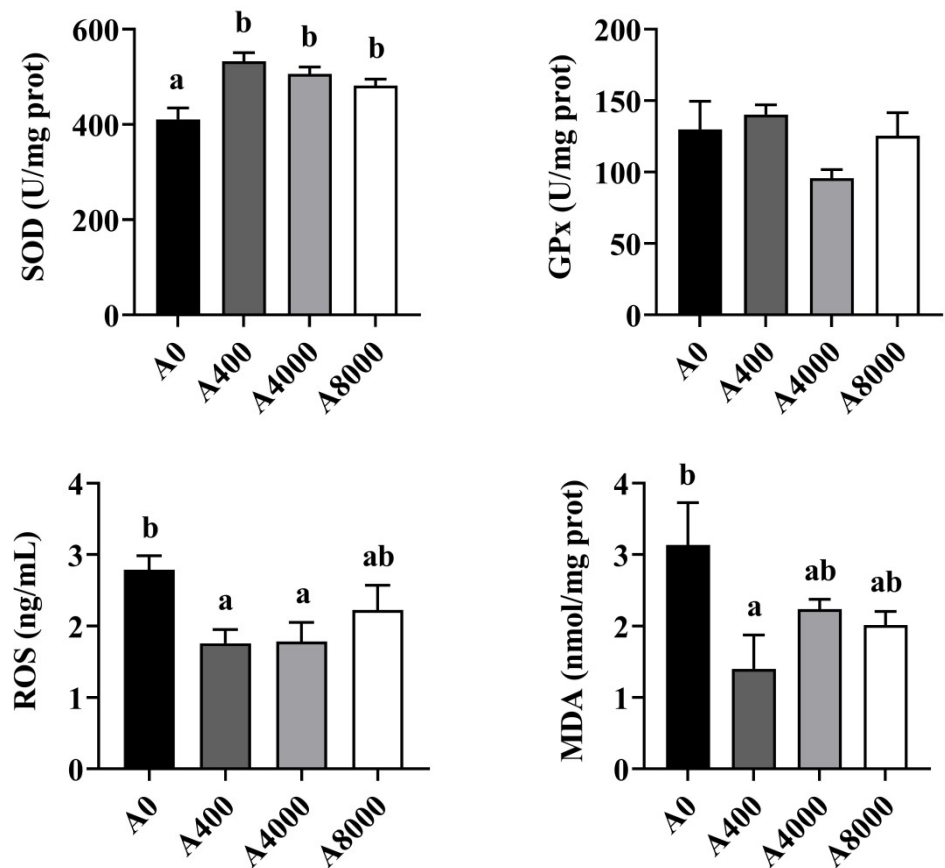 SOD (U/mg prot)
600
400
200
0
a
b
b
b
A0
A400
A4000
A8000
GPx (U/mg prot)
200
150
100
50
0
A0
A400
A4000
A8000
ROS (ng/mL)
4
3
2
1
0
b
a
a
ab
A0
A400
A4000
A8000
MDA (nmol/mg prot)
4
3
2
1
0
b
a
ab
ab
A0
A400
A4000
A8000